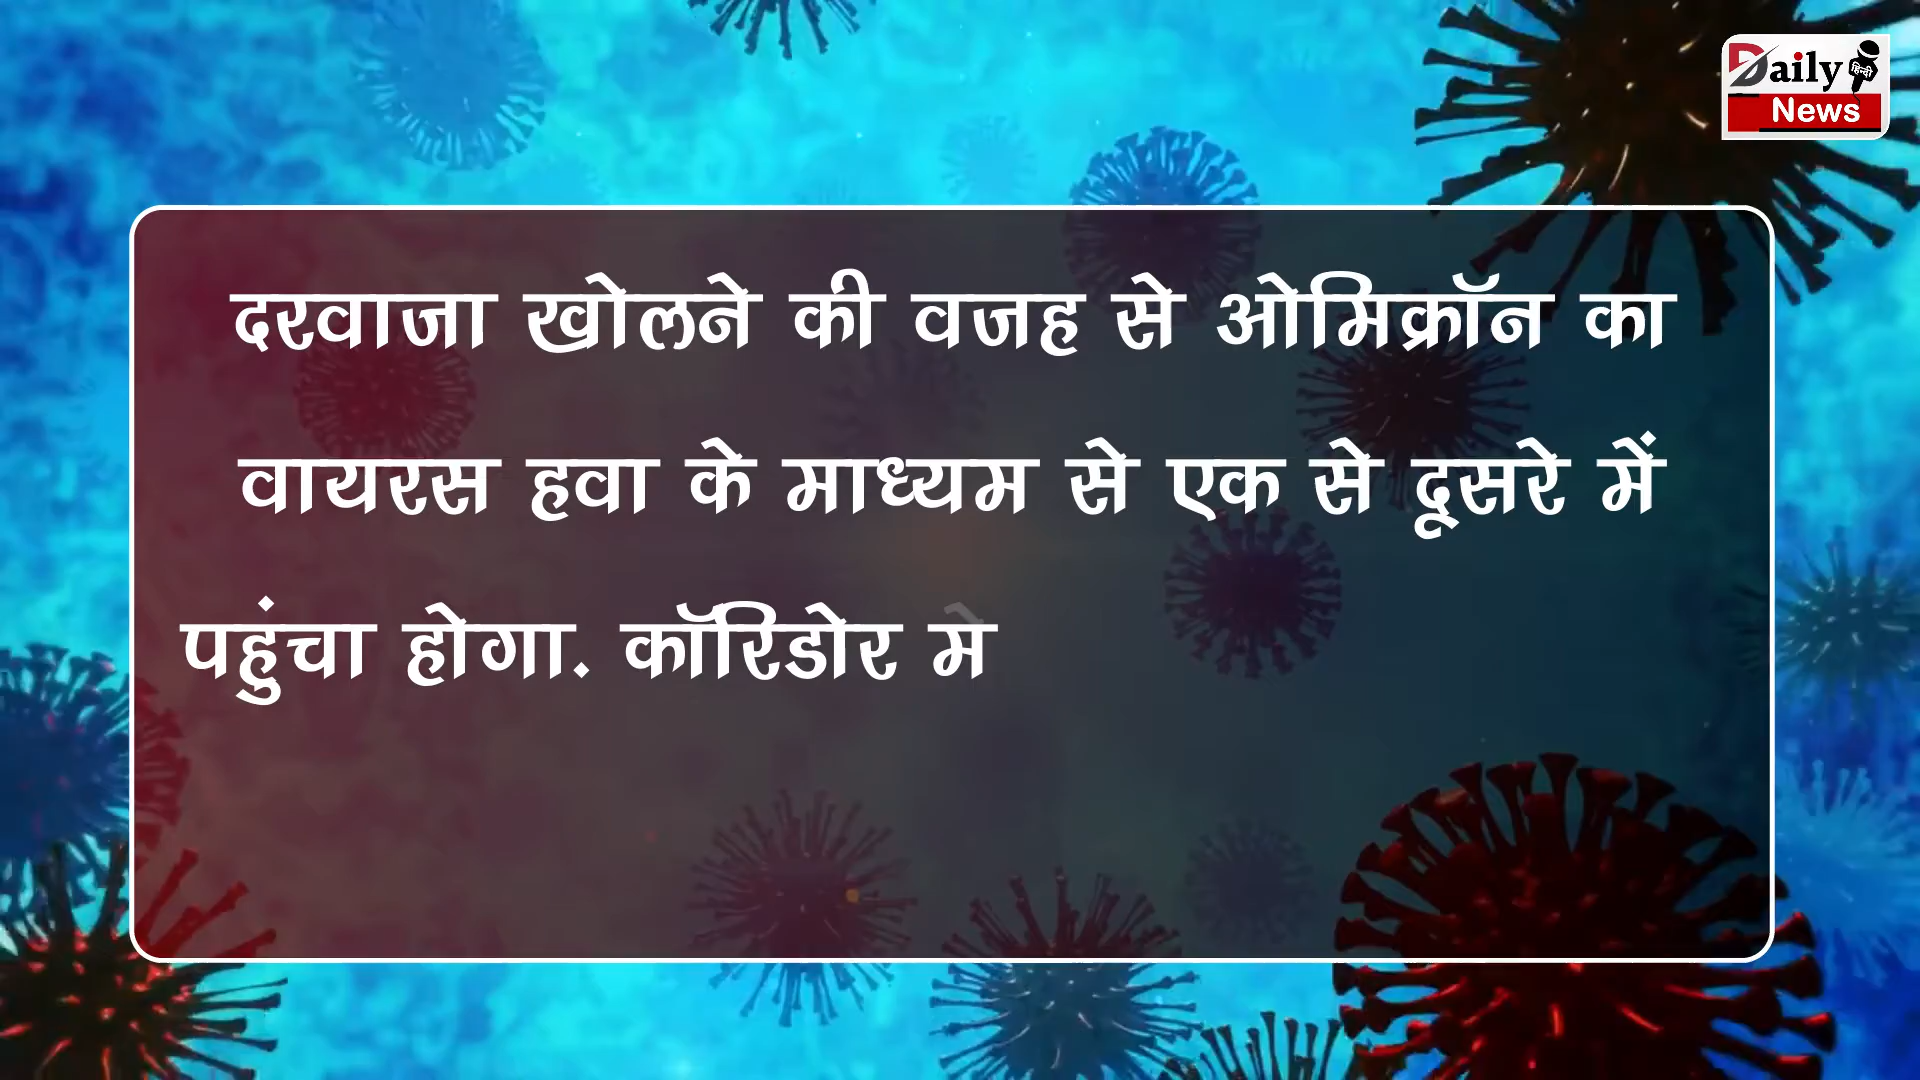 Daily हिन्दी
News
दरवाजा खोलने की वजह से ओमिक्रॉन का
वायरस हवा के माध्यम से एक से दूसरे में
पहुंचा होगा. कॉरिडोर मे